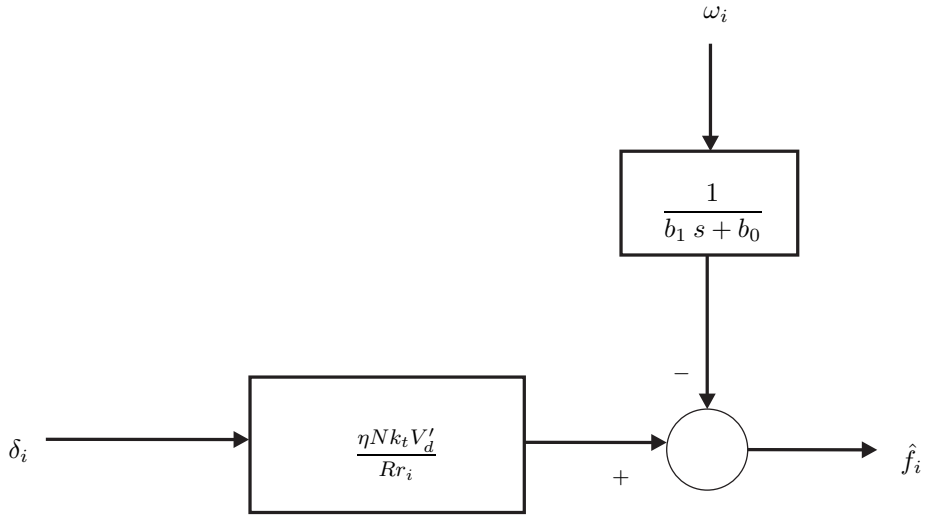 ω_i
1
b_1 s + b_0
−
ηNk_tV′_d
Rr_i
δ_i
+
f̂_i